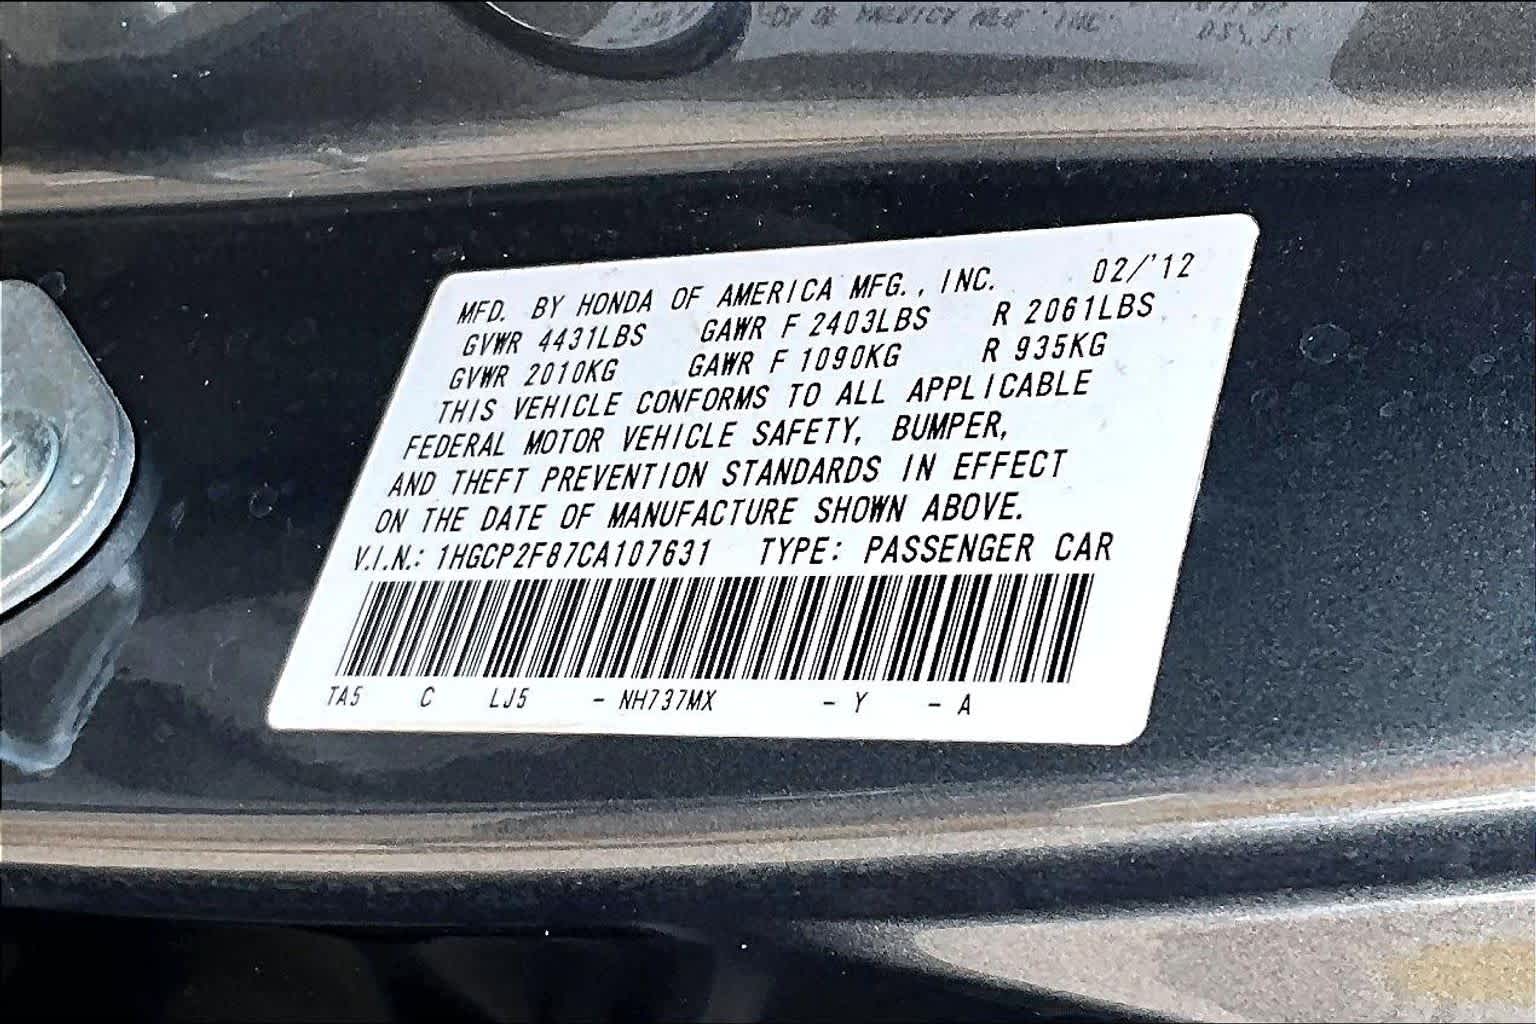 MFD. BY HONDA OF AMERICA MFG., INC. 02/'12
GVWR 4431LBS GAWR F 2403LBS R 2061LBS
GVWR 2010KG GAWR F 1090KG R 935KG
THIS VEHICLE CONFORMS TO ALL APPLICABLE
FEDERAL MOTOR VEHICLE SAFETY, BUMPER,
AND THEFT PREVENTION STANDARDS IN EFFECT
ON THE DATE OF MANUFACTURE SHOWN ABOVE.
V.I.N.: 1HGCP2F87CA107631 TYPE: PASSENGER CAR
TA5 C LJ5 - NH737MX - Y - A